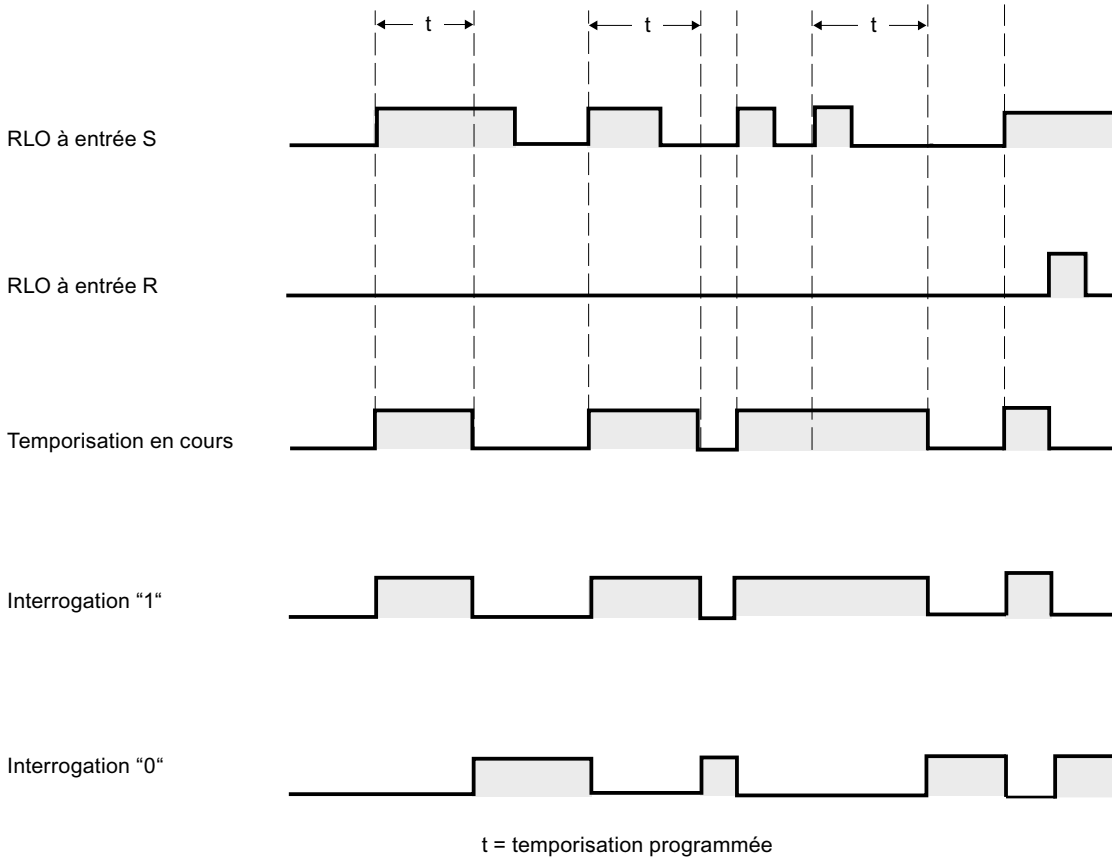 t t t
RLO à entrée S
RLO à entrée R
Temporisation en cours
Interrogation “1“
Interrogation “0“
t = temporisation programmée